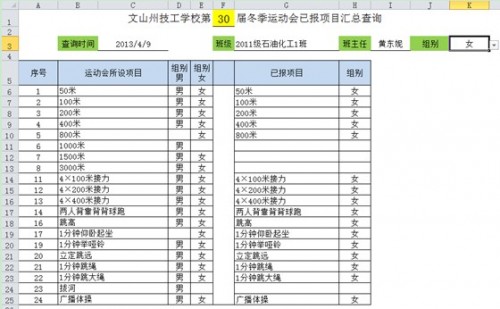 A B C D E F G H I J K
1 文山州技工学校第 30 届冬季运动会已报项目汇总查询
2
3 查询时间 2013/4/9 班级 2011级石油化工1班 班主任 黄东妮 组别 女
4
5 序号 运动会所设项目 组别男 组别女 已报项目 组别
6 1 50米 男 女 50米 女
7 2 100米 男 女 100米 女
8 3 200米 男 女 200米 女
9 4 400米 男 女 400米 女
10 5 800米 女 800米 女
11 6 1000米 男
12 7 1500米 男 女
13 8 3000米 男 女
14 11 4×100米接力 男 女 4×100米接力 女
15 12 4×200米接力 男 女 4×200米接力 女
16 13 4×400米接力 男 女 4×400米接力 女
17 14 两人背靠背背球跑 男 女 两人背靠背背球跑 女
18 16 跳高 男 女 跳高 女
19 17 1分钟仰卧起坐 女 1分钟仰卧起坐 女
20 19 1分钟举哑铃 男 女 1分钟举哑铃 女
21 20 立定跳远 男 女 立定跳远 女
22 21 1分钟跳绳 男 女 1分钟跳绳 女
23 22 1分钟跳大绳 男 女 1分钟跳大绳 女
24 23 拔河 男
25 24 广播体操 男 女 广播体操 女